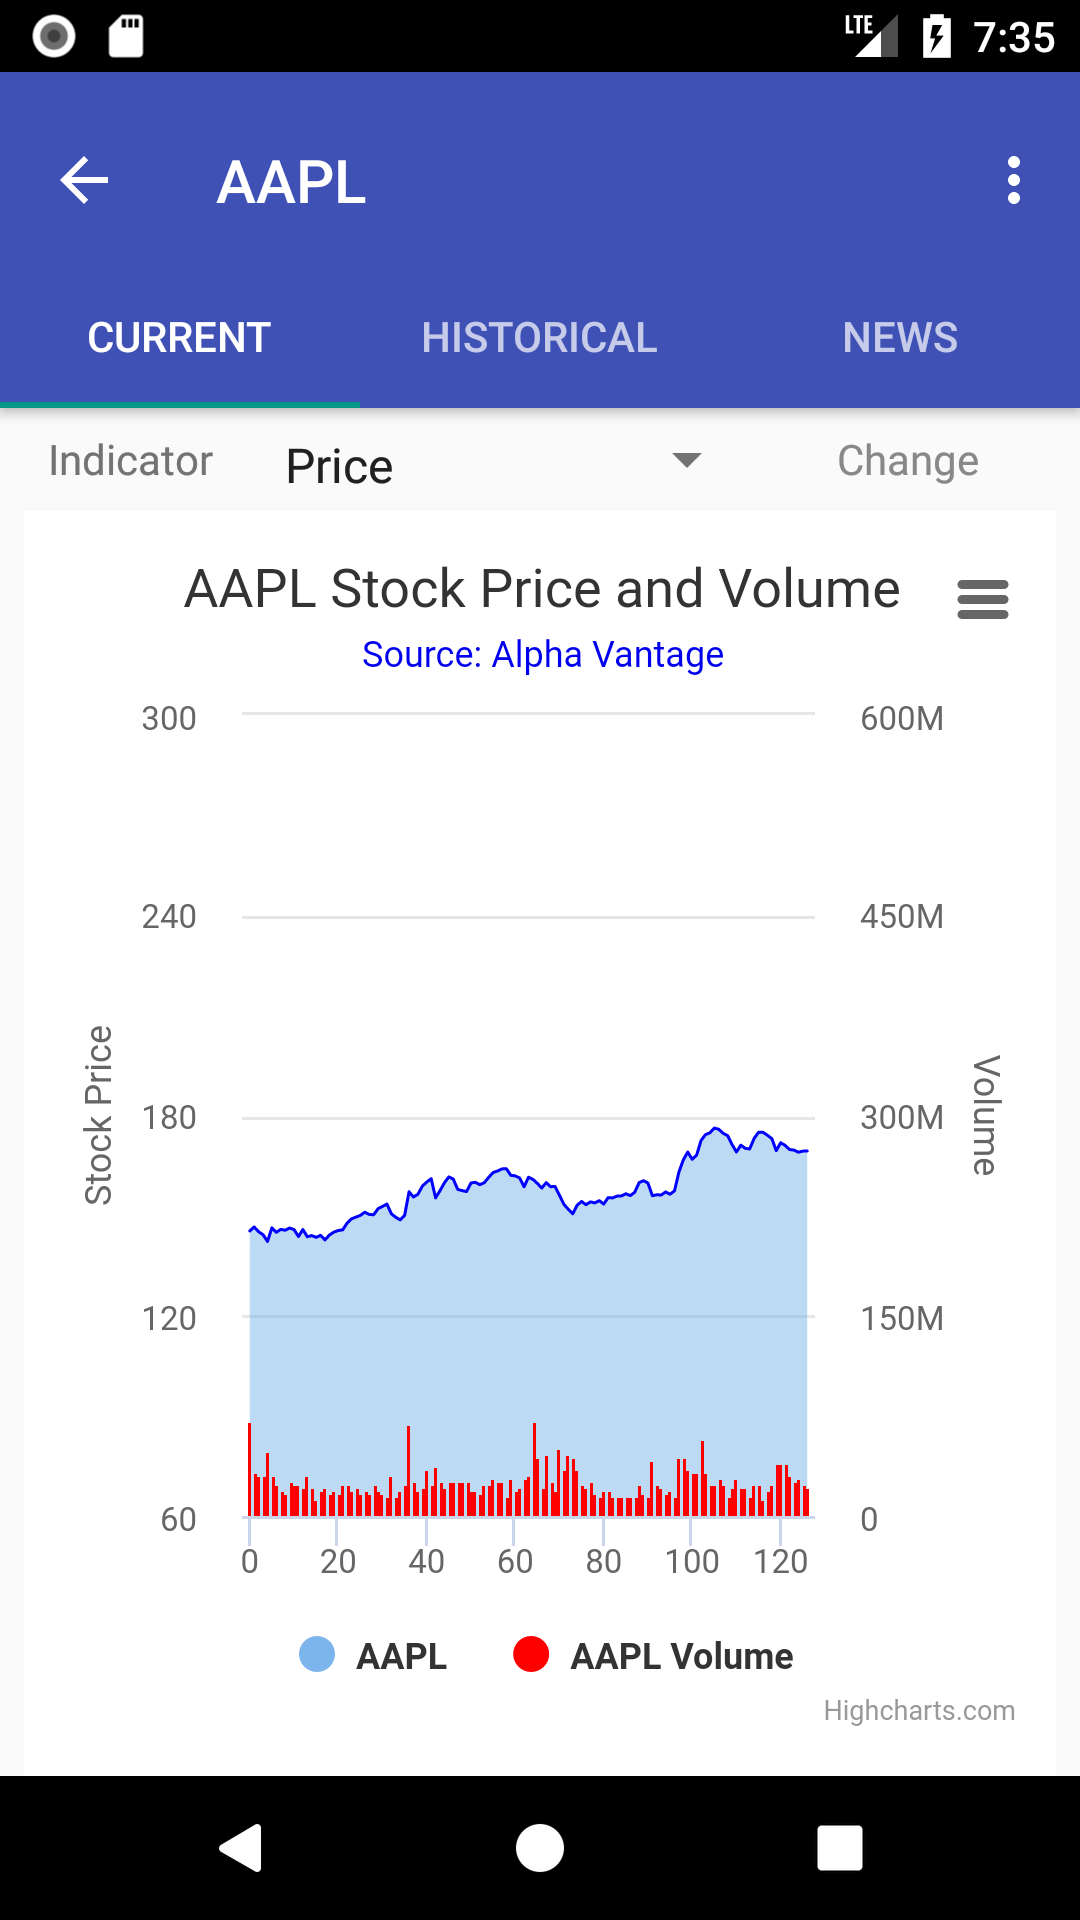 LTE 7:35
AAPL
CURRENT HISTORICAL NEWS
Indicator Price Change
AAPL Stock Price and Volume
Source: Alpha Vantage
300 600M
240 450M
Stock Price
180 300M
Volume
120 150M
60 0
0 20 40 60 80 100 120
AAPL AAPL Volume
Highcharts.com